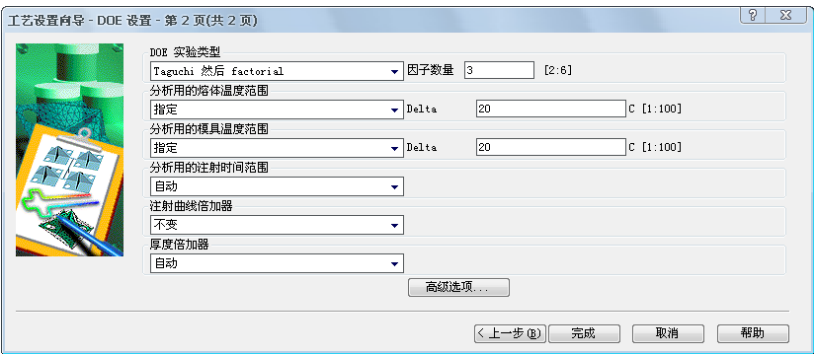 工艺设置向导 - DOE 设置 - 第 2 页(共 2 页)
DOE 实验类型
Taguchi 然后 factorial 因子数量 3 [2:6]
分析用的熔体温度范围
指定 Delta 20 C [1:100]
分析用的模具温度范围
指定 Delta 20 C [1:100]
分析用的注射时间范围
自动
注射曲线倍加器
不变
厚度倍加器
自动
高级选项...
< 上一步(B) 完成 取消 帮助